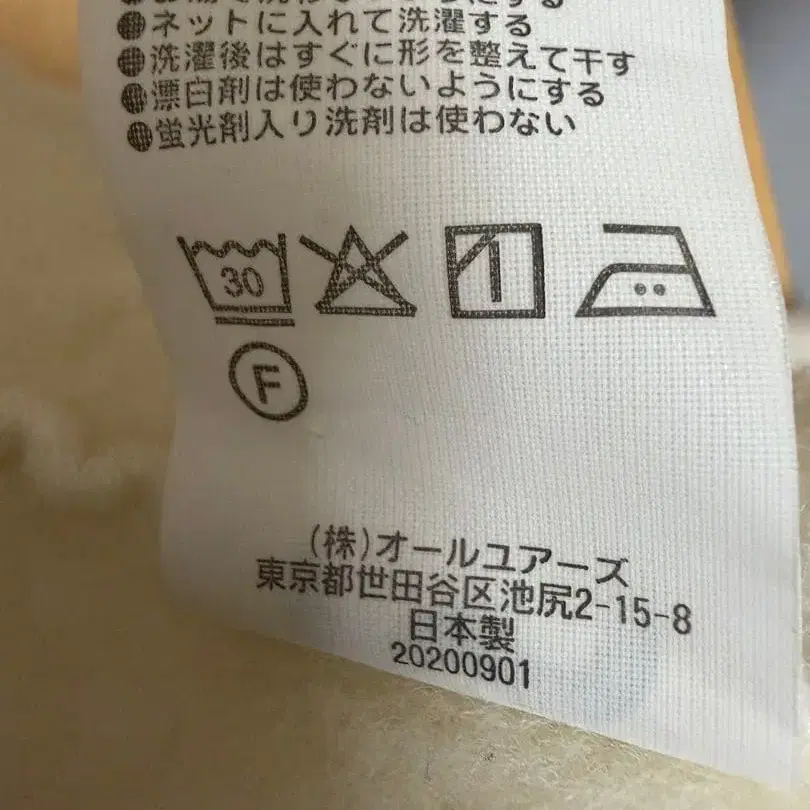 ●ネットに入れて洗濯する
●洗濯後はすぐに形を整えて干す
●漂白剤は使わないようにする
●蛍光剤入り洗剤は使わない
30
F
(株)オールユアーズ
東京都世田谷区池尻2-15-8
日本製
20200901